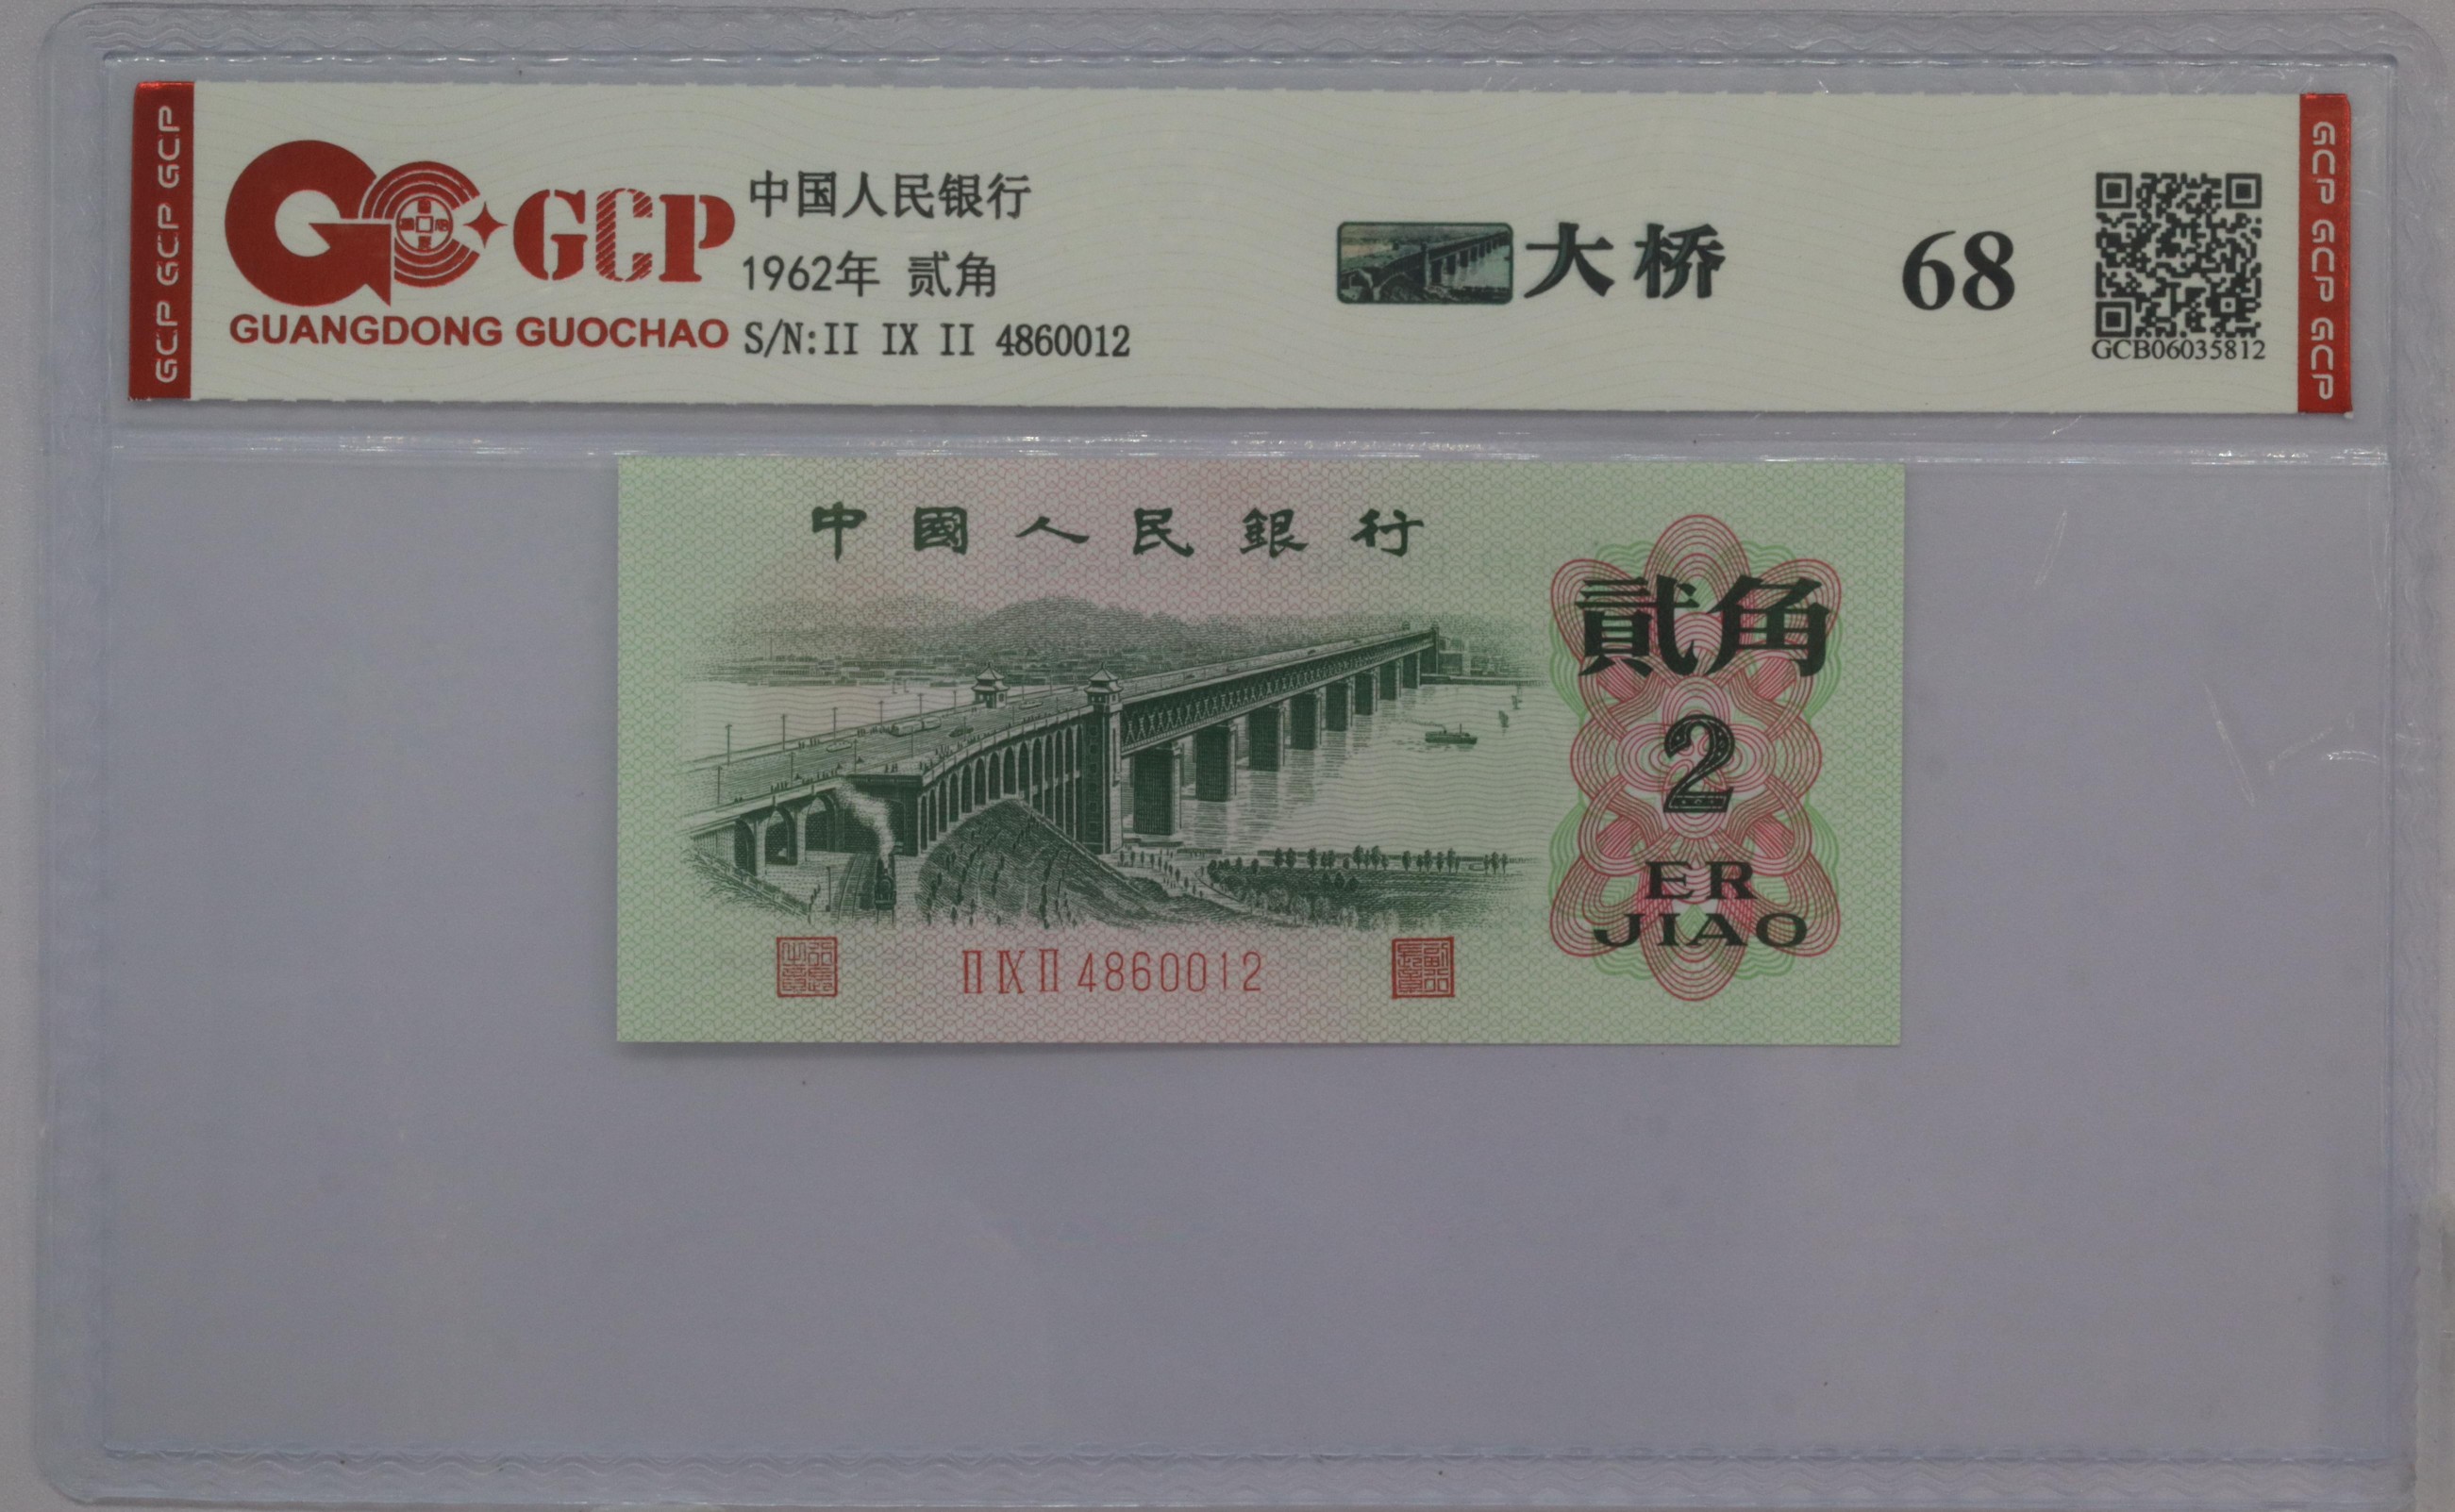 GCP GCP GCP
GCP
GUANGDONG GUOCHAO
中国人民银行
1962年 贰角
S/N:II IX II 4860012
大桥
68
GCB06035812
GCP GCP GCP
中國人民銀行
貳角
2
ER
JIAO
II IX II 4860012